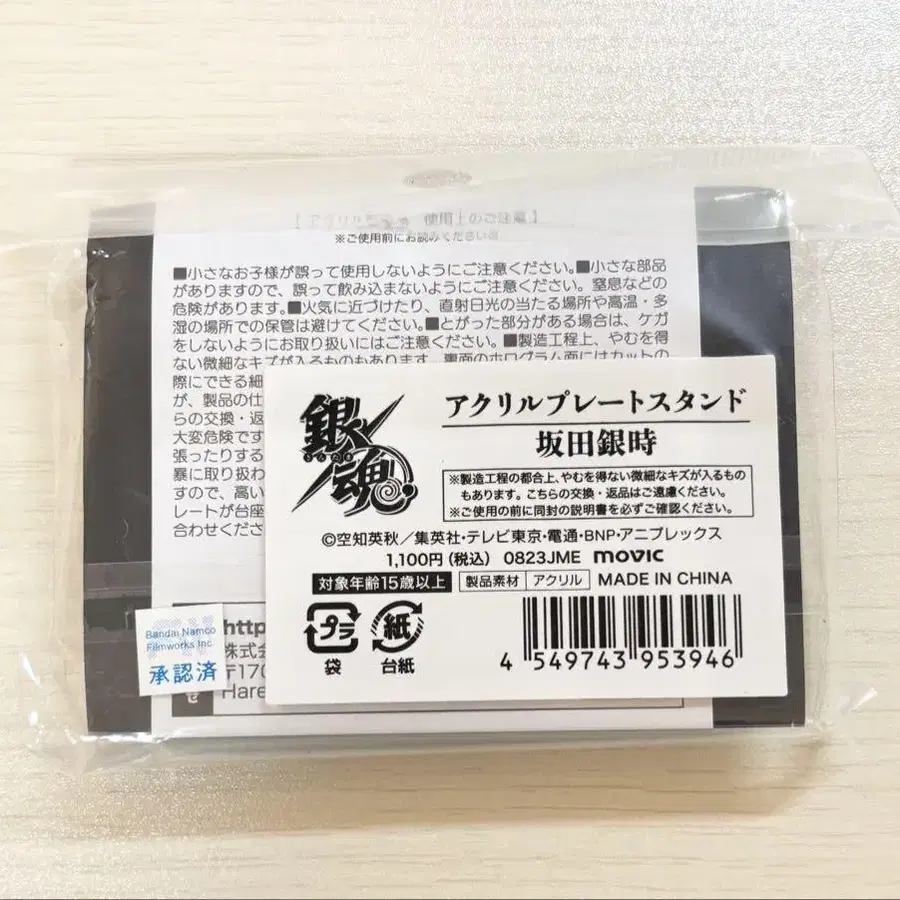 【アクリル 使用上のご注意】
※ご使用前にお読みください※
■小さなお子様が誤って使用しないようにご注意ください。■小さな部品
がありますので、誤って飲み込まないようにご注意ください。窒息などの
危険があります。■火気に近づけたり、直射日光の当たる場所や高温・多
湿の場所での保管は避けてください。■とがった部分がある場合は、ケガ
をしないようにお取り扱いにはご注意ください。■製造工程上、やむを得
ない微細なキズが入るものもあります。裏面のホログラム面にはカットの
際にできる細
が、製品の仕
らの交換・返
大変危険です
張ったりする
暴に取り扱わ
すので、高い
レートが台座
合わせくださ
銀魂
ぎんたま
アクリルプレートスタンド
坂田銀時
※製造工程の都合上、やむを得ない微細なキズが入るもの
もあります。こちらの交換・返品はご遠慮ください。
※ご使用の前に同封の説明書を必ずご確認ください。
©空知英秋／集英社・テレビ東京・電通・BNP・アニプレックス
1,100円(税込) 0823JME movic
対象年齢15歳以上 製品素材 アクリル MADE IN CHINA
プラ 紙
袋 台紙
4 549743 953946
Bandai Namco
Filmworks Inc.
承認済
http
株式会
〒170
Hare
せ